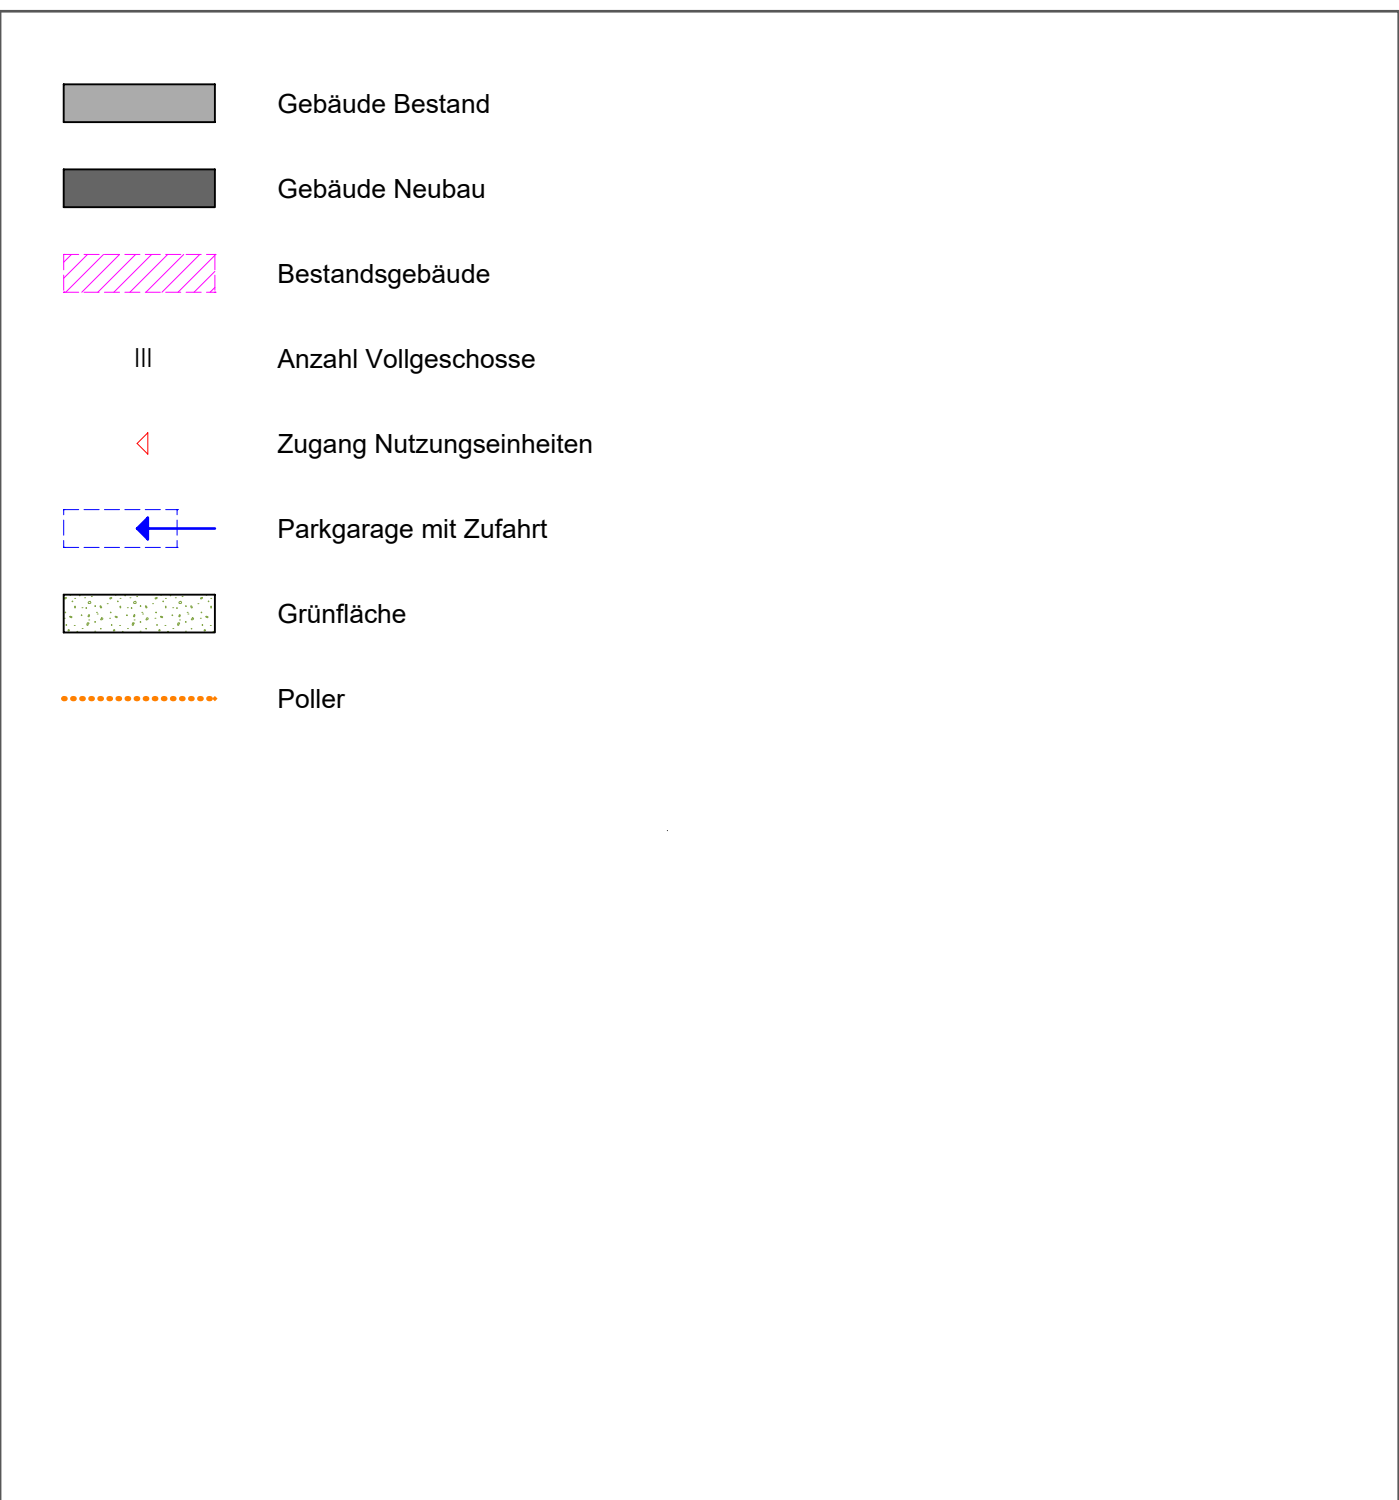 Gebäude Bestand
Gebäude Neubau
Bestandsgebäude
III Anzahl Vollgeschosse
Zugang Nutzungseinheiten
Parkgarage mit Zufahrt
Grünfläche
Poller